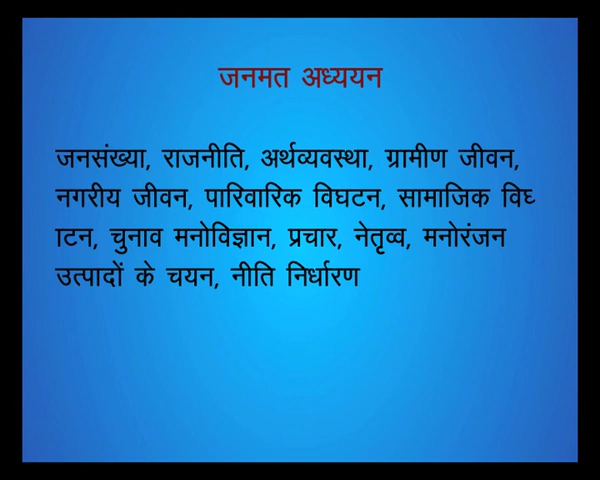 जनमत अध्ययन
जनसंख्या, राजनीति, अर्थव्यवस्था, ग्रामीण जीवन,
नगरीय जीवन, पारिवारिक विघटन, सामाजिक विघ्
ाटन, चुनाव मनोविज्ञान, प्रचार, नेतृव्व, मनोरंजन
उत्पादों के चयन, नीति निर्धारण